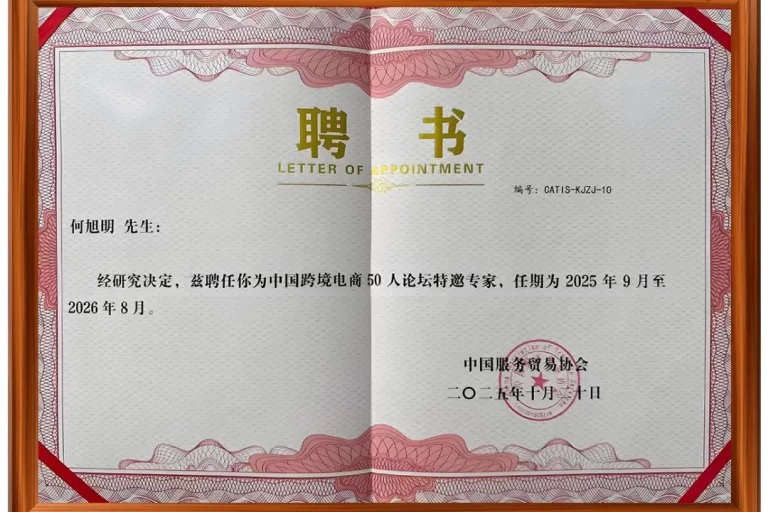 聘 书
LETTER OF APPOINTMENT
编号：CATIS-KJZJ-10
何旭明 先生：
经研究决定，兹聘任你为中国跨境电商 50 人论坛特邀专家，任期为 2025 年 9 月至
2026 年 8 月。
中国服务贸易协会
二〇二五年十月 十日